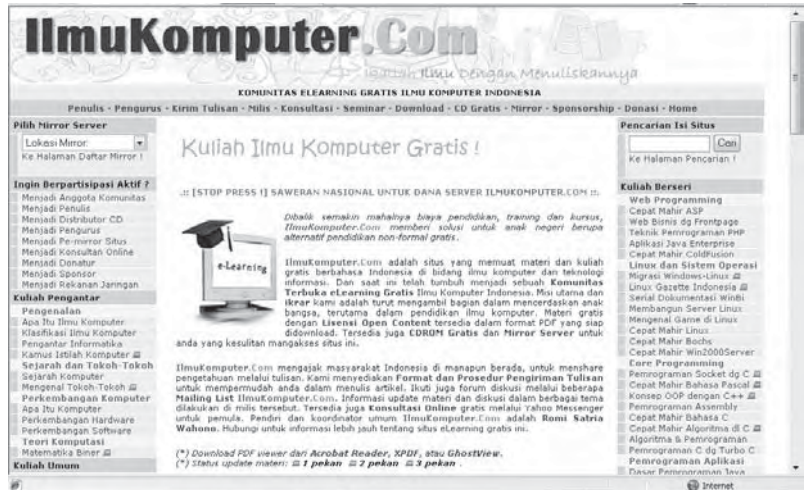 IlmuKomputer.Com
Ikatlah Ilmu Dengan Menuliskannya
KOMUNITAS ELEARNING GRATIS ILMU KOMPUTER INDONESIA
Penulis - Pengurus - Kirim Tulisan - Milis - Konsultasi - Seminar - Download - CD Gratis - Mirror - Sponsorship - Donasi - Home
Pilih Mirror Server
Lokasi Mirror:
Ke Halaman Daftar Mirror !
Ingin Berpartisipasi Aktif ?
Menjadi Anggota Komunitas
Menjadi Penulis
Menjadi Distributor CD
Menjadi Pengurus
Menjadi Pe-mirror Situs
Menjadi Konsultan Online
Menjadi Donatur
Menjadi Sponsor
Menjadi Rekanan Jaringan
Kuliah Pengantar
Pengenalan
Apa Itu Ilmu Komputer
Klasifikasi Ilmu Komputer
Pengantar Informatika
Kamus Istilah Komputer
Sejarah dan Tokoh-Tokoh
Sejarah Komputer
Mengenal Tokoh-Tokoh
Perkembangan Komputer
Apa Itu Komputer
Perkembangan Hardware
Perkembangan Software
Teori Komputasi
Matematika Biner
Kuliah Umum
Kuliah Ilmu Komputer Gratis !
.:: [STOP PRESS !] SAWERAN NASIONAL UNTUK DANA SERVER ILMUKOMPUTER.COM ::.
e-Learning
Dibalik semakin mahalnya biaya pendidikan, training dan kursus,
IlmuKomputer.Com memberi solusi untuk anak negeri berupa
alternatif pendidikan non-formal gratis.
IlmuKomputer.Com adalah situs yang memuat materi dan kuliah
gratis berbahasa Indonesia di bidang ilmu komputer dan teknologi
informasi. Dan saat ini telah tumbuh menjadi sebuah Komunitas
Terbuka eLearning Gratis Ilmu Komputer Indonesia. Misi utama dan
ikrar kami adalah turut mengambil bagian dalam mencerdaskan anak
bangsa, terutama dalam pendidikan ilmu komputer. Materi gratis
dengan Lisensi Open Content tersedia dalam format PDF yang siap
didownload. Tersedia juga CDROM Gratis dan Mirror Server untuk
anda yang kesulitan mengakses situs ini.
IlmuKomputer.Com mengajak masyarakat Indonesia di manapun berada, untuk menshare
pengetahuan melalui tulisan. Kami menyediakan Format dan Prosedur Pengiriman Tulisan
untuk mempermudah anda dalam menulis artikel. Ikuti juga forum diskusi melalui beberapa
Mailing List IlmuKomputer.Com. Informasi update materi dan diskusi dalam berbagai tema
dilakukan di milis tersebut. Tersedia juga Konsultasi Online gratis melalui Yahoo Messenger
untuk pemula. Pendiri dan koordinator umum IlmuKomputer.Com adalah Romi Satria
Wahono. Hubungi untuk informasi lebih jauh tentang situs eLearning gratis ini.
(*) Download PDF viewer dari Acrobat Reader, XPDF, atau GhostView.
(*) Status update materi: 1 pekan 2 pekan 3 pekan .
Pencarian Isi Situs
Cari
Ke Halaman Pencarian !
Kuliah Berseri
Web Programming
Cepat Mahir ASP
Web Bisnis dg Frontpage
Teknik Pemrograman PHP
Aplikasi Java Enterprise
Cepat Mahir ColdFusion
Linux dan Sistem Operasi
Migrasi Windows-Linux
Linux Gazette Indonesia
Serial Dokumentasi WinBi
Membangun Server Linux
Mengenal Game di Linux
Cepat Mahir Linux
Cepat Mahir Bochs
Cepat Mahir Win2000Server
Core Programming
Pemrograman Socket dg C
Cepat Mahir Bahasa Pascal
Konsep OOP dengan C++
Pemrograman Assembly
Cepat Mahir Bahasa C
Cepat Mahir Algoritma dl C
Algoritma & Pemrograman
Pemrograman C dg Turbo C
Pemrograman Aplikasi
Dasar Pemrograman Java
Internet